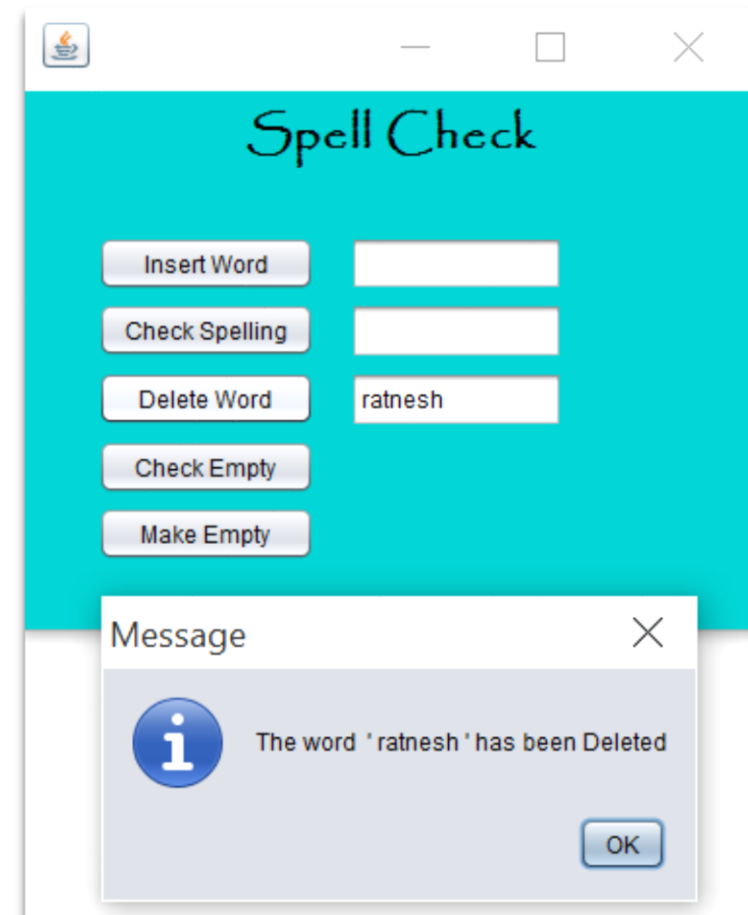 Spell Check
Insert Word
Check Spelling
Delete Word ratnesh
Check Empty
Make Empty
Message
The word ' ratnesh ' has been Deleted
OK